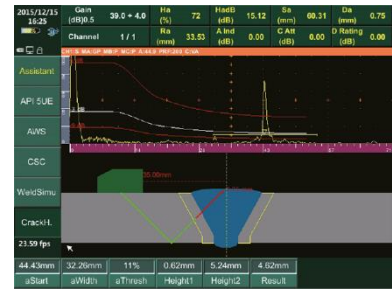 2015/12/15
16:25
Gain
(dB)0.5
39.0 + 4.0
Ha
(%)
72
HadB
(dB)
15.12
Sa
(mm)
60.31
Da
(mm)
0.75
Channel
1 / 1
Ra
(mm)
33.53
A Ind
(dB)
0.00
C Att
(dB)
0.00
D Rating
(dB)
0.00
Assistant
API 5UE
AWS
CSC
WeldSimu
CrackH.
35.00mm
23.59 fps
44.43mm 32.26mm 11% 0.62mm 5.24mm 4.62mm
aStart aWidth aThresh Height1 Height2 Result